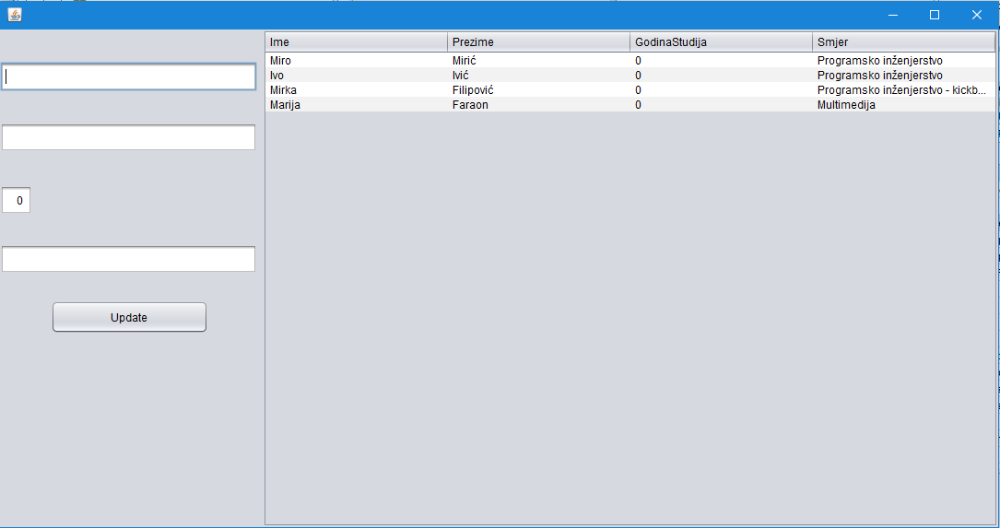 Ime Prezime GodinaStudija Smjer
Miro Mirić 0 Programsko inženjerstvo
Ivo Ivić 0 Programsko inženjerstvo
Mirka Filipović 0 Programsko inženjerstvo - kickb...
Marija Faraon 0 Multimedija
0
Update